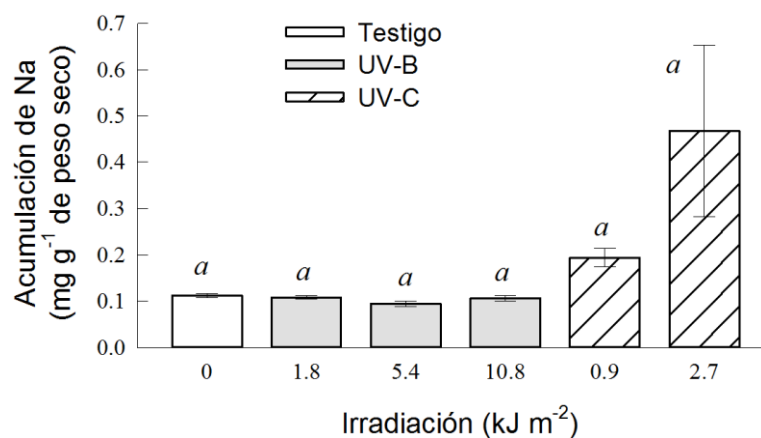 Acumulación de Na
(mg g⁻¹ de peso seco)
0.7
0.6
0.5
0.4
0.3
0.2
0.1
0.0
Testigo
UV-B
UV-C
a
a
a
a
a
a
0
1.8
5.4
10.8
0.9
2.7
Irradiación (kJ m⁻²)